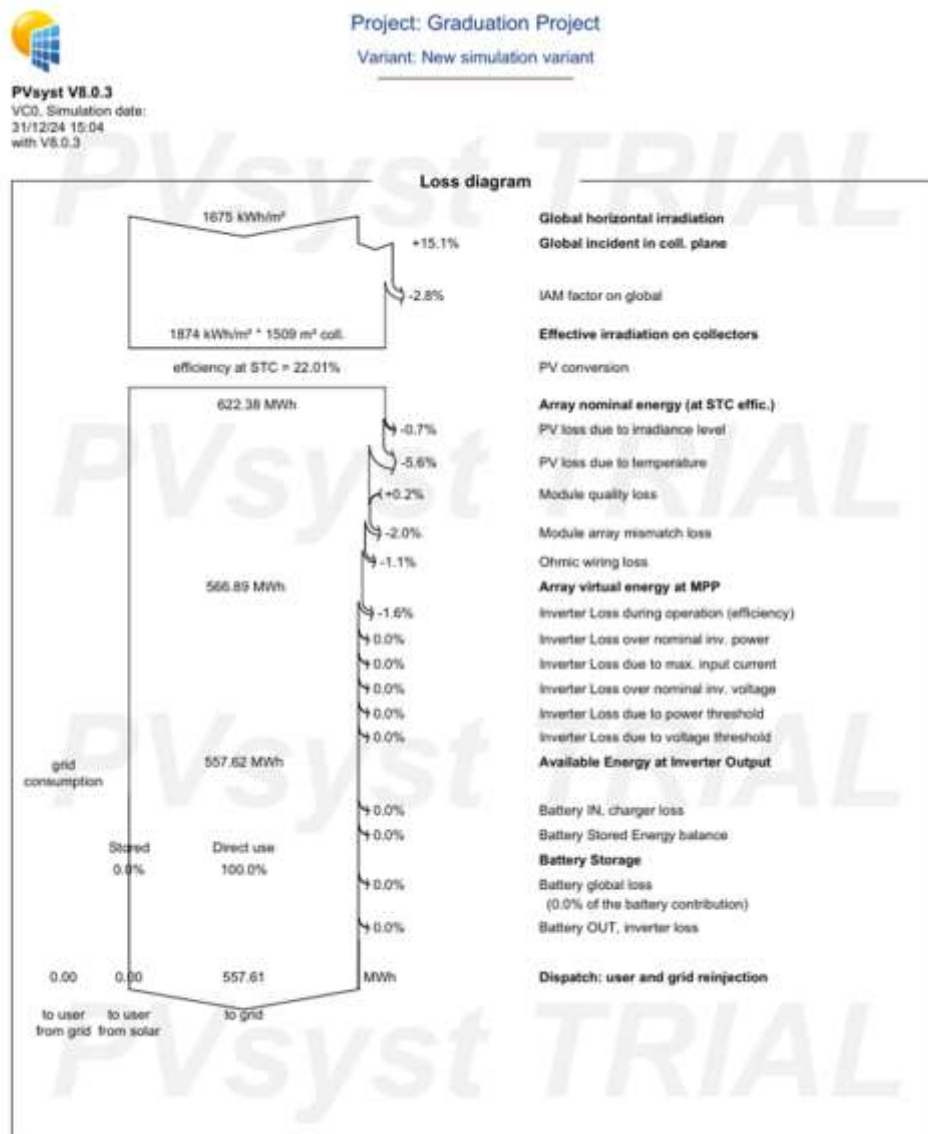 Project: Graduation Project
Variant: New simulation variant
PVsyst V8.0.3
VC0, Simulation date:
31/12/24 15:04
with V8.0.3
PVsyst TRIAL
Loss diagram
1675 kWh/m² Global horizontal irradiation
+15.1% Global incident in coll. plane
-2.8% IAM factor on global
1874 kWh/m² * 1509 m² coll. Effective irradiation on collectors
efficiency at STC = 22.01% PV conversion
622.38 MWh Array nominal energy (at STC effic.)
-0.7% PV loss due to irradiance level
PVsyst TRIAL
-5.6% PV loss due to temperature
+0.2% Module quality loss
-2.0% Module array mismatch loss
-1.1% Ohmic wiring loss
566.89 MWh Array virtual energy at MPP
-1.6% Inverter Loss during operation (efficiency)
0.0% Inverter Loss over nominal inv. power
0.0% Inverter Loss due to max. input current
0.0% Inverter Loss over nominal inv. voltage
0.0% Inverter Loss due to power threshold
0.0% Inverter Loss due to voltage threshold
PVsyst TRIAL
grid
consumption
557.62 MWh Available Energy at Inverter Output
0.0% Battery IN, charger loss
0.0% Battery Stored Energy balance
Stored Direct use Battery Storage
0.0% 100.0%
0.0% Battery global loss
(0.0% of the battery contribution)
0.0% Battery OUT, inverter loss
0.00 0.00 557.61 MWh Dispatch: user and grid reinjection
to user to user to grid
from grid from solar
PVsyst TRIAL